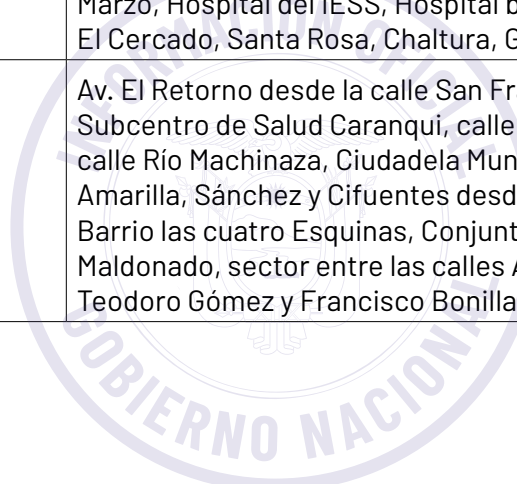 Marzo, Hospital del IESS, Hospital
El Cercado, Santa Rosa, Chaltura,
Av. El Retorno desde la calle San Fr
Subcentro de Salud Caranqui, calle
calle Río Machinaza, Ciudadela Mun
Amarilla, Sánchez y Cifuentes desd
Barrio las cuatro Esquinas, Conjunt
Maldonado, sector entre las calles
Teodoro Gómez y Francisco Bonilla
INFORMACIÓN OFICIAL
GOBIERNO NACIONAL